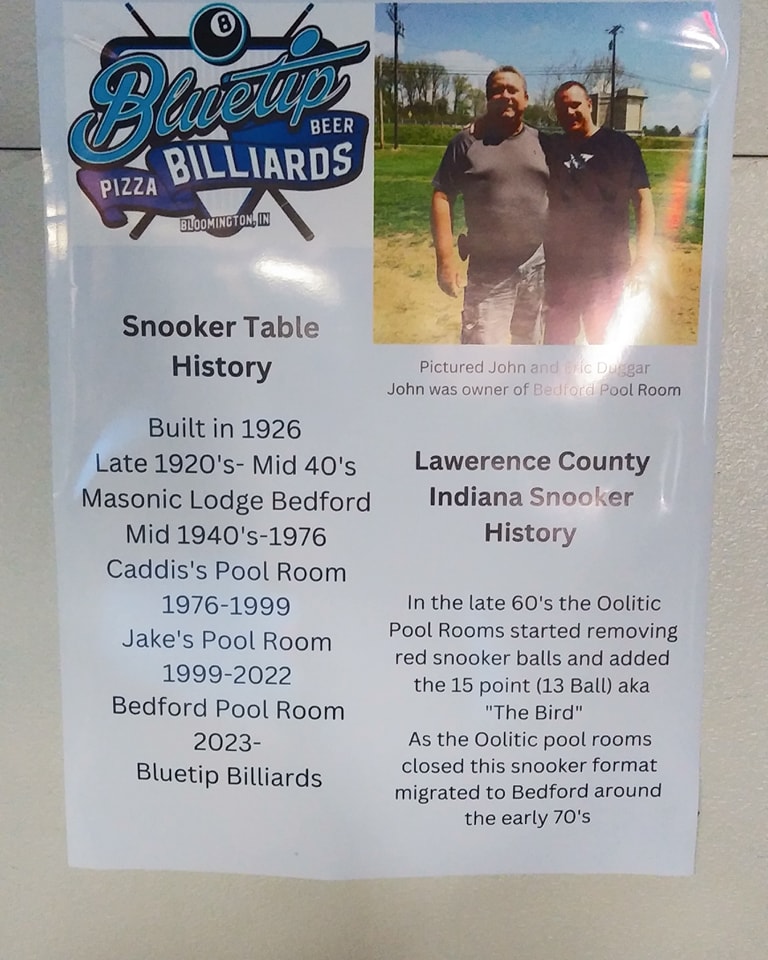 8
Bluetip
BEER
PIZZA BILLIARDS
BLOOMINGTON, IN
Snooker Table
History
Built in 1926
Late 1920's- Mid 40's
Masonic Lodge Bedford
Mid 1940's-1976
Caddis's Pool Room
1976-1999
Jake's Pool Room
1999-2022
Bedford Pool Room
2023-
Bluetip Billiards
Pictured John and Eric Duggar
John was owner of Bedford Pool Room
Lawerence County
Indiana Snooker
History
In the late 60's the Oolitic
Pool Rooms started removing
red snooker balls and added
the 15 point (13 Ball) aka
"The Bird"
As the Oolitic pool rooms
closed this snooker format
migrated to Bedford around
the early 70's